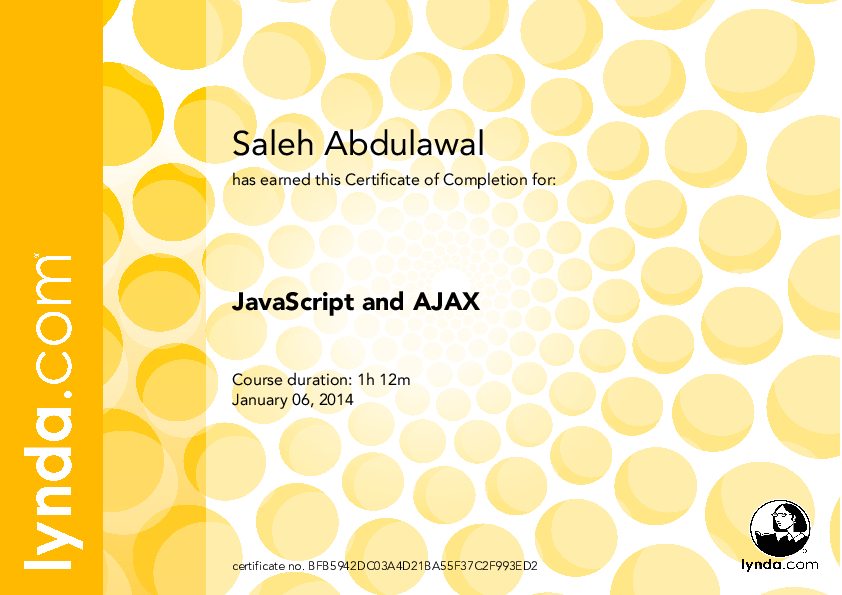 lynda.com
Saleh Abdulawal
has earned this Certificate of Completion for:
JavaScript and AJAX
Course duration: 1h 12m
January 06, 2014
certificate no. BFB5942DC03A4D21BA55F37C2F993ED2
lynda.com